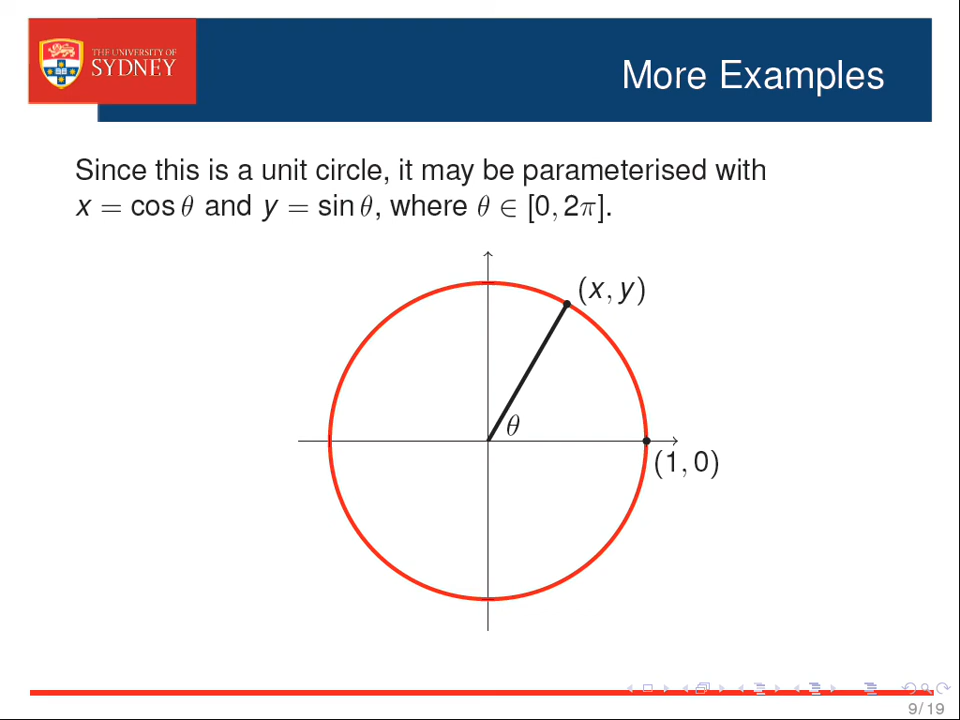 THE UNIVERSITY OF
SYDNEY
More Examples
Since this is a unit circle, it may be parameterised with
x = cos θ and y = sin θ, where θ ∈ [0, 2π].
(x, y)
θ
(1, 0)
9/19